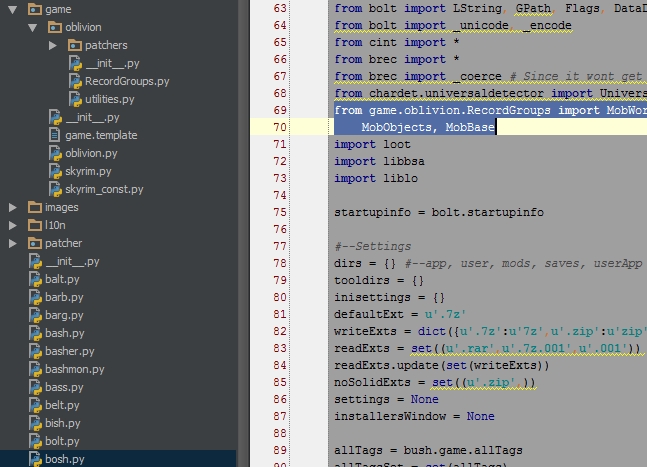 game
oblivion
patchers
__init__.py
RecordGroups.py
utilities.py
__init__.py
game.template
oblivion.py
skyrim.py
skyrim_const.py
images
l10n
patcher
__init__.py
balt.py
barb.py
barg.py
bash.py
basher.py
bashmon.py
bass.py
belt.py
bish.py
bolt.py
bosh.py
63 from bolt import LString, GPath, Flags, DataD
64 from bolt import _unicode, _encode
65 from cint import *
66 from brec import *
67 from brec import _coerce # Since it wont get
68 from chardet.universaldetector import Univers
69 from game.oblivion.RecordGroups import MobWor
70 MobObjects, MobBase
71 import loot
72 import libbsa
73 import liblo
74
75 startupinfo = bolt.startupinfo
76
77 #--Settings
78 dirs = {} #--app, user, mods, saves, userApp
79 tooldirs = {}
80 inisettings = {}
81 defaultExt = u'.7z'
82 writeExts = dict({u'.7z':u'7z',u'.zip':u'zip'
83 readExts = set((u'.rar',u'.7z.001',u'.001'))
84 readExts.update(set(writeExts))
85 noSolidExts = set((u'.zip',))
86 settings = None
87 installersWindow = None
88
89 allTags = bush.game.allTags
90 allTagsSet = set(allTags)